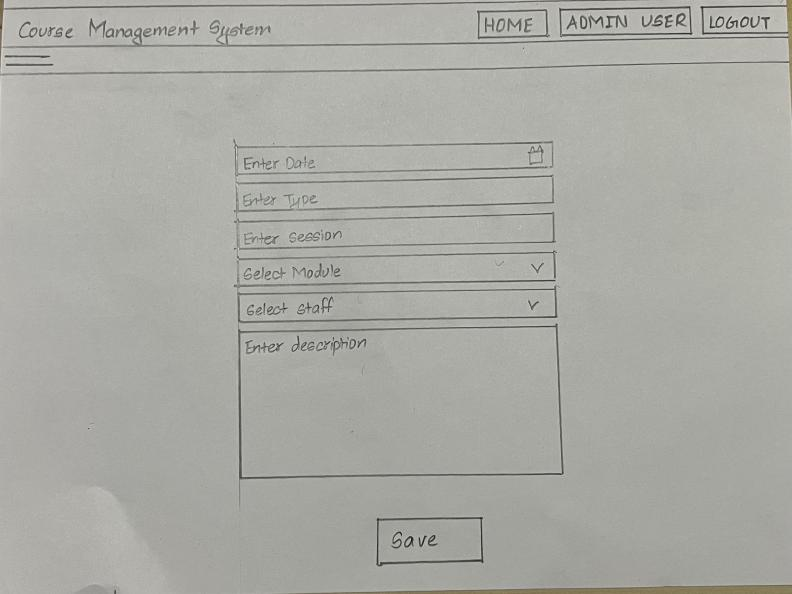 Course Management System
HOME
ADMIN USER
LOGOUT
Enter Date
Enter Type
Enter Session
Select Module
Select Staff
Enter description
Save